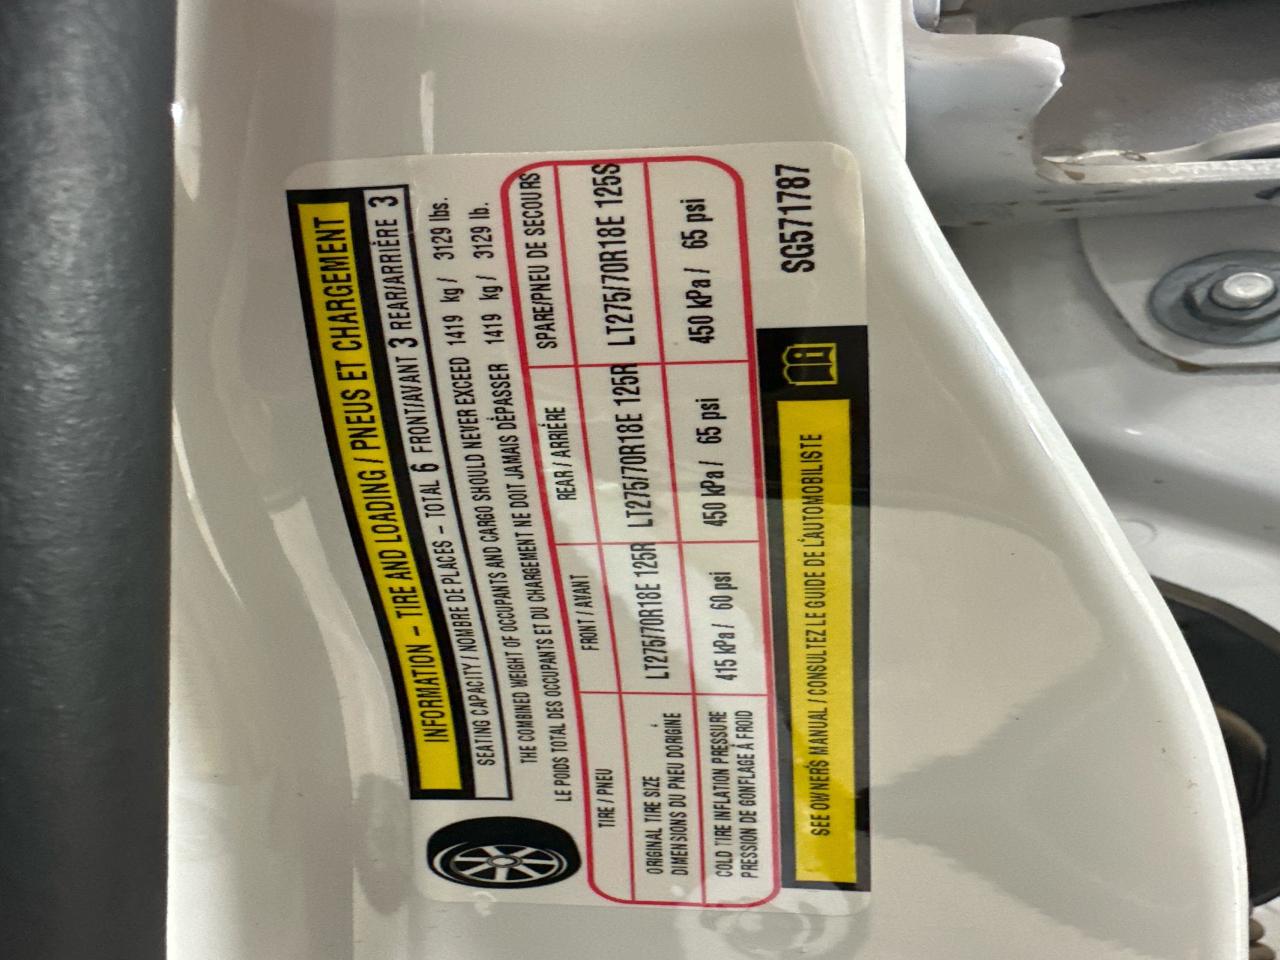 INFORMATION – TIRE AND LOADING / PNEUS ET CHARGEMENT
SEATING CAPACITY / NOMBRE DE PLACES – TOTAL 6 FRONT/AVANT 3 REAR/ARRIÈRE 3
THE COMBINED WEIGHT OF OCCUPANTS AND CARGO SHOULD NEVER EXCEED 1419 kg / 3129 lbs.
LE POIDS TOTAL DES OCCUPANTS ET DU CHARGEMENT NE DOIT JAMAIS DÉPASSER 1419 kg / 3129 lb.
TIRE / PNEU FRONT / AVANT REAR / ARRIÉRE SPARE/PNEU DE SECOURS
ORIGINAL TIRE SIZE
DIMENSIONS DU PNEU DORIGINE
LT275/70R18E 125R LT275/70R18E 125R LT275/70R18E 125S
COLD TIRE INFLATION PRESSURE
PRESSION DE GONFLAGE À FROID
415 kPa / 60 psi 450 kPa / 65 psi 450 kPa / 65 psi
SEE OWNER'S MANUAL / CONSULTEZ LE GUIDE DE L'AUTOMOBILISTE
SG571787